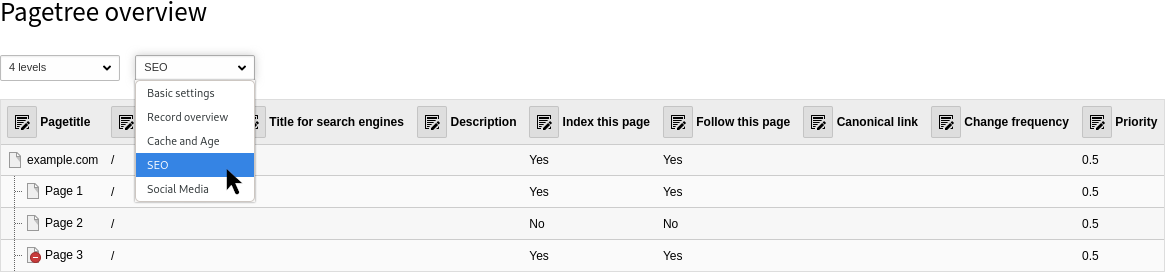 Pagetree overview
4 levels SEO
Basic settings
Record overview
Cache and Age
SEO
Social Media
Pagetitle Title for search engines Description Index this page Follow this page Canonical link Change frequency Priority
example.com / Yes Yes 0.5
Page 1 / Yes Yes 0.5
Page 2 / No No 0.5
Page 3 / Yes Yes 0.5